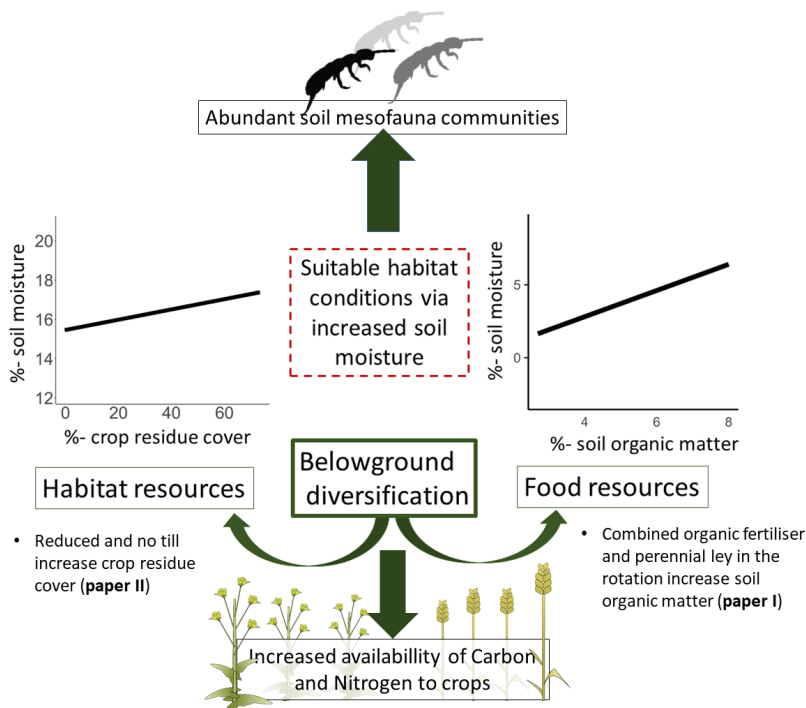 Abundant soil mesofauna communities
20
18
16
14
12
0
20
40
60
%- soil moisture
%- crop residue cover
Suitable habitat
conditions via
increased soil
moisture
5
0
4
6
8
%- soil moisture
%- soil organic matter
Habitat resources
Belowground
diversification
Food resources
• Reduced and no till
increase crop residue
cover (paper II)
• Combined organic fertiliser
and perennial ley in the
rotation increase soil
organic matter (paper I)
Increased availabillity of Carbon
and Nitrogen to crops